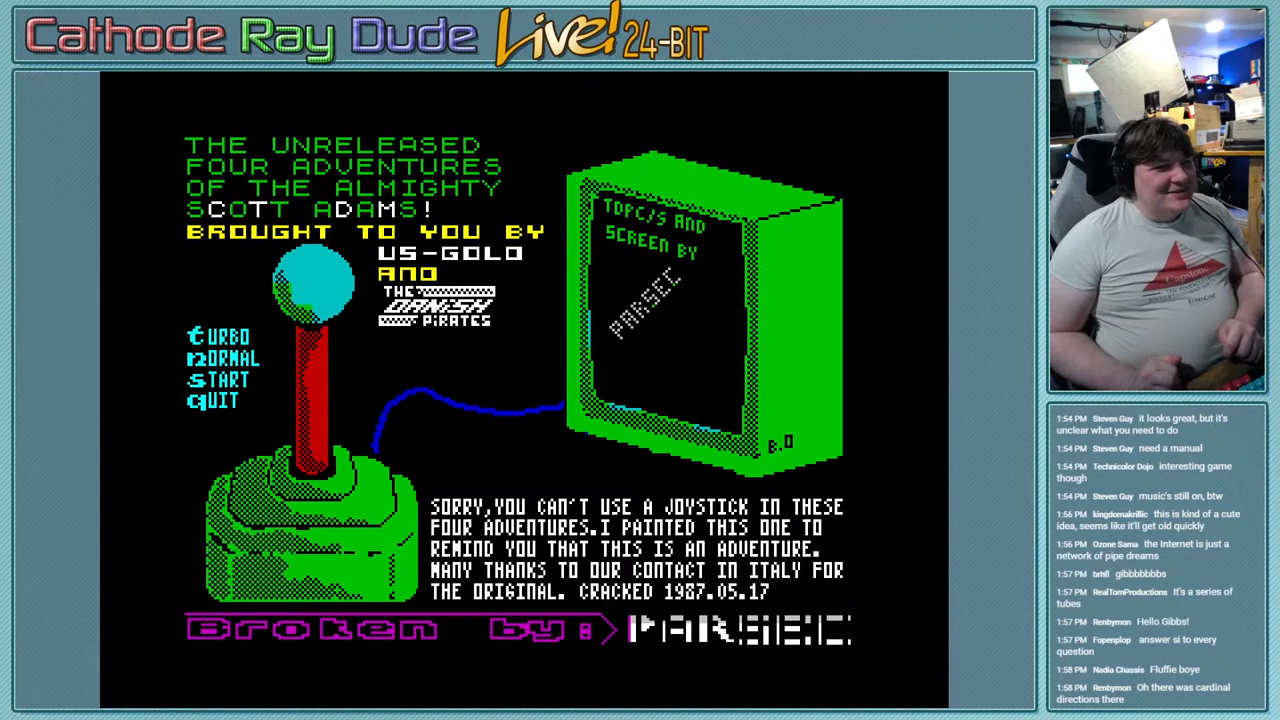 Cathode Ray Dude Live! 24-BIT
THE UNRELEASED
FOUR ADVENTURES
OF THE ALMIGHTY
SCOTT ADAMS!
BROUGHT TO YOU BY
US-GOLD
AND
THE
DANISH
PIRATES
TURBO
NORMAL
START
QUIT
TDPC/S AND
SCREEN BY
PARSEC
B.O
SORRY,YOU CAN'T USE A JOYSTICK IN THESE
FOUR ADVENTURES.I PAINTED THIS ONE TO
REMIND YOU THAT THIS IS AN ADVENTURE.
MANY THANKS TO OUR CONTACT IN ITALY FOR
THE ORIGINAL. CRACKED 1987.05.17
Broken by:> PARSEC
Capstone
1:54 PM Steven Guy it looks great, but it's
unclear what you need to do
1:54 PM Steven Guy need a manual
1:54 PM Technicolor Dojo interesting game
though
1:54 PM Steven Guy music's still on, btw
1:56 PM kingdomakrillic this is kind of a cute
idea, seems like it'll get old quickly
1:56 PM Ozone Sama the Internet is just a
network of pipe dreams
1:57 PM brhfl gibbbbbbbs
1:57 PM RealTomProductions It's a series of
tubes
1:57 PM Renbymon Hello Gibbs!
1:57 PM Fopenplop answer si to every
question
1:58 PM Nadia Chassis Fluffie boye
1:58 PM Renbymon Oh there was cardinal
directions there